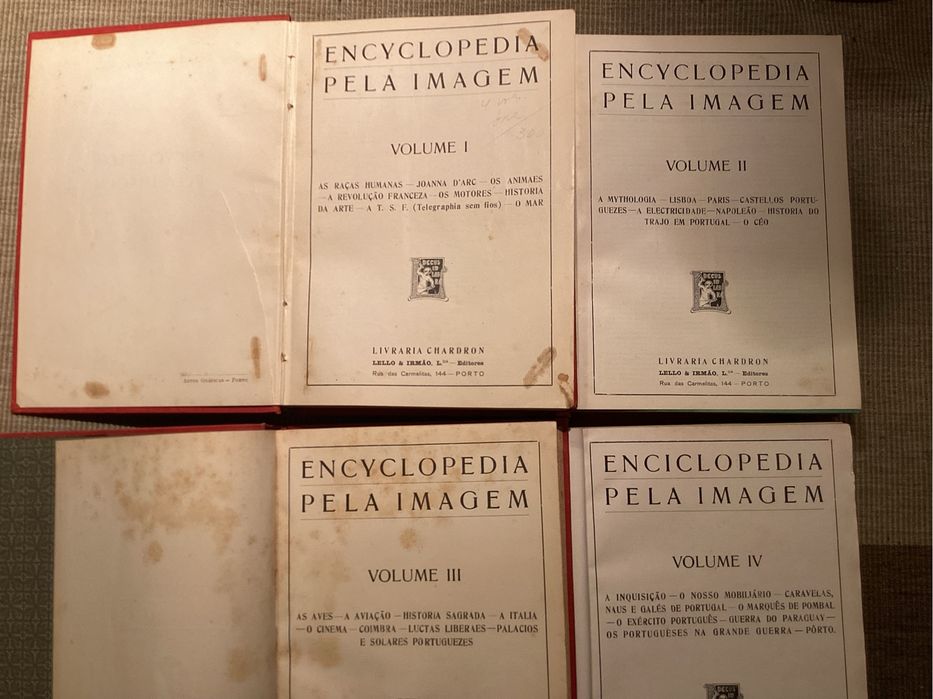 ENCYCLOPEDIA
PELA IMAGEM
VOLUME I
AS RAÇAS HUMANAS — JOANNA D'ARC — OS ANIMAES
— A REVOLUÇÃO FRANCEZA — OS MOTORES — HISTORIA
DA ARTE — A T. S. F. (Telegraphia sem fios) — O MAR
DECUS
LIVRARIA CHARDRON
LELLO & IRMÃO, L.DA — Editores
Rua das Carmelitas, 144 — PORTO
ENCYCLOPEDIA
PELA IMAGEM
VOLUME II
A MYTHOLOGIA — LISBOA — PARIS — CASTELLOS PORTU-
GUEZES — A ELECTRICIDADE — NAPOLEÃO — HISTORIA DO
TRAJO EM PORTUGAL — O CÉO
DECUS
LIVRARIA CHARDRON
LELLO & IRMÃO, L.DA — Editores
Rua das Carmelitas, 144 — PORTO
ENCYCLOPEDIA
PELA IMAGEM
VOLUME III
AS AVES — A AVIAÇÃO — HISTORIA SAGRADA — A ITALIA
— O CINEMA — COIMBRA — LUCTAS LIBERAES — PALACIOS
E SOLARES PORTUGUEZES
ENCICLOPEDIA
PELA IMAGEM
VOLUME IV
A INQUISIÇÃO — O NOSSO MOBILIÁRIO — CARAVELAS,
NAUS E GALÉS DE PORTUGAL — O MARQUÊS DE POMBAL
— O EXÉRCITO PORTUGUÊS — GUERRA DO PARAGUAY —
OS PORTUGUÊSES NA GRANDE GUERRA — PÔRTO.
DECUS